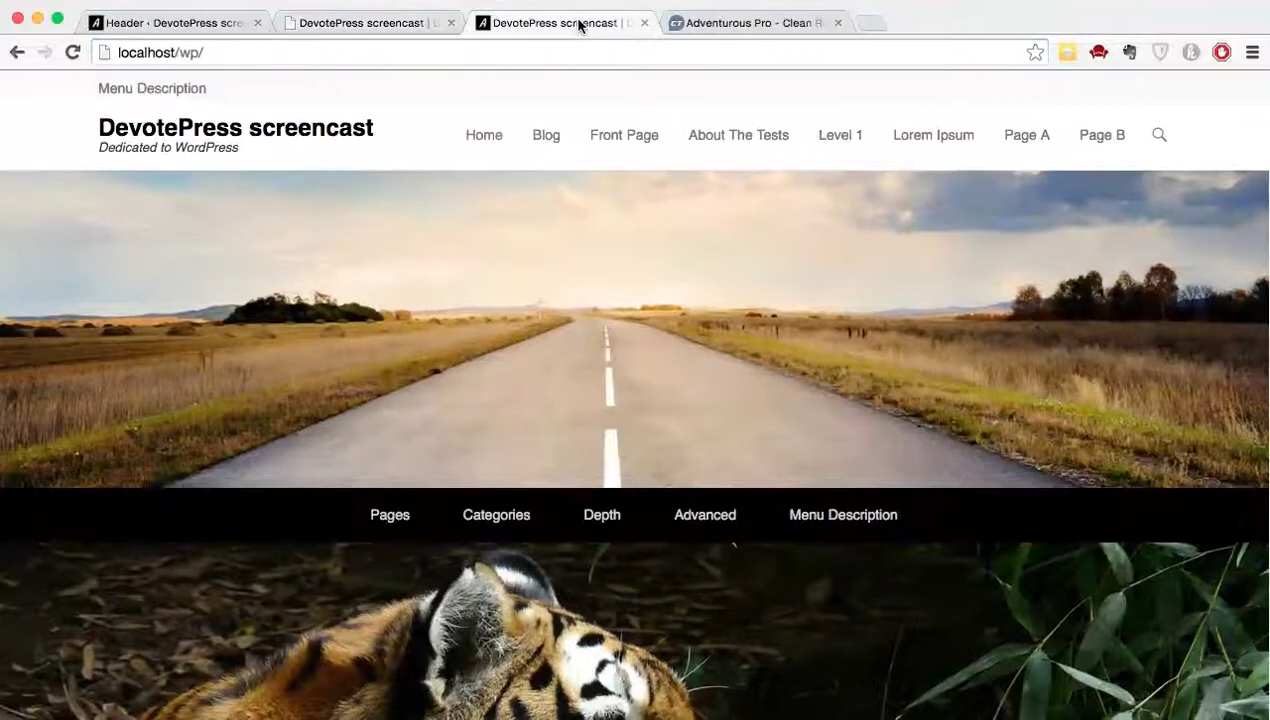 Header ‹ DevotePress scre
DevotePress screencast | D
DevotePress screencast | D
CT Adventurous Pro - Clean R
localhost/wp/
Menu Description
DevotePress screencast
Dedicated to WordPress
Home Blog Front Page About The Tests Level 1 Lorem Ipsum Page A Page B
Pages Categories Depth Advanced Menu Description